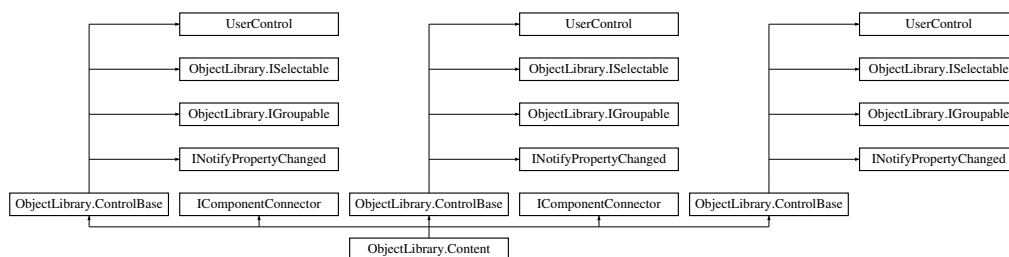 UserControl UserControl UserControl
ObjectLibrary.ISelectable ObjectLibrary.ISelectable ObjectLibrary.ISelectable
ObjectLibrary.IGroupable ObjectLibrary.IGroupable ObjectLibrary.IGroupable
INotifyPropertyChanged INotifyPropertyChanged INotifyPropertyChanged
ObjectLibrary.ControlBase IComponentConnector ObjectLibrary.ControlBase IComponentConnector ObjectLibrary.ControlBase
ObjectLibrary.Content